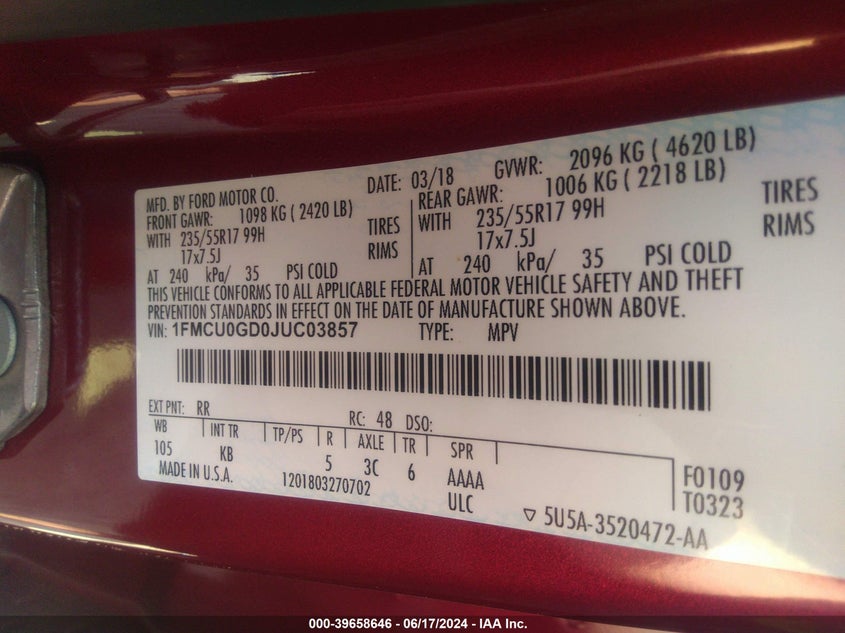 MFD. BY FORD MOTOR CO.
DATE: 03/18 GVWR: 2096 KG ( 4620 LB)
FRONT GAWR: 1098 KG ( 2420 LB) REAR GAWR: 1006 KG ( 2218 LB)
WITH 235/55R17 99H TIRES WITH 235/55R17 99H TIRES
17x7.5J RIMS 17x7.5J RIMS
AT 240 kPa/ 35 PSI COLD AT 240 kPa/ 35 PSI COLD
THIS VEHICLE CONFORMS TO ALL APPLICABLE FEDERAL MOTOR VEHICLE SAFETY AND THEFT
PREVENTION STANDARDS IN EFFECT ON THE DATE OF MANUFACTURE SHOWN ABOVE.
VIN: 1FMCU0GD0JUC03857 TYPE: MPV
EXT PNT: RR RC: 48 DSO:
WB INT TR TP/PS R AXLE TR SPR
105 KB 5 3C 6 AAAA F0109
MADE IN U.S.A. 1201803270702 ULC T0323
▽ 5U5A-3520472-AA
000-39658646 - 06/17/2024 - IAA Inc.